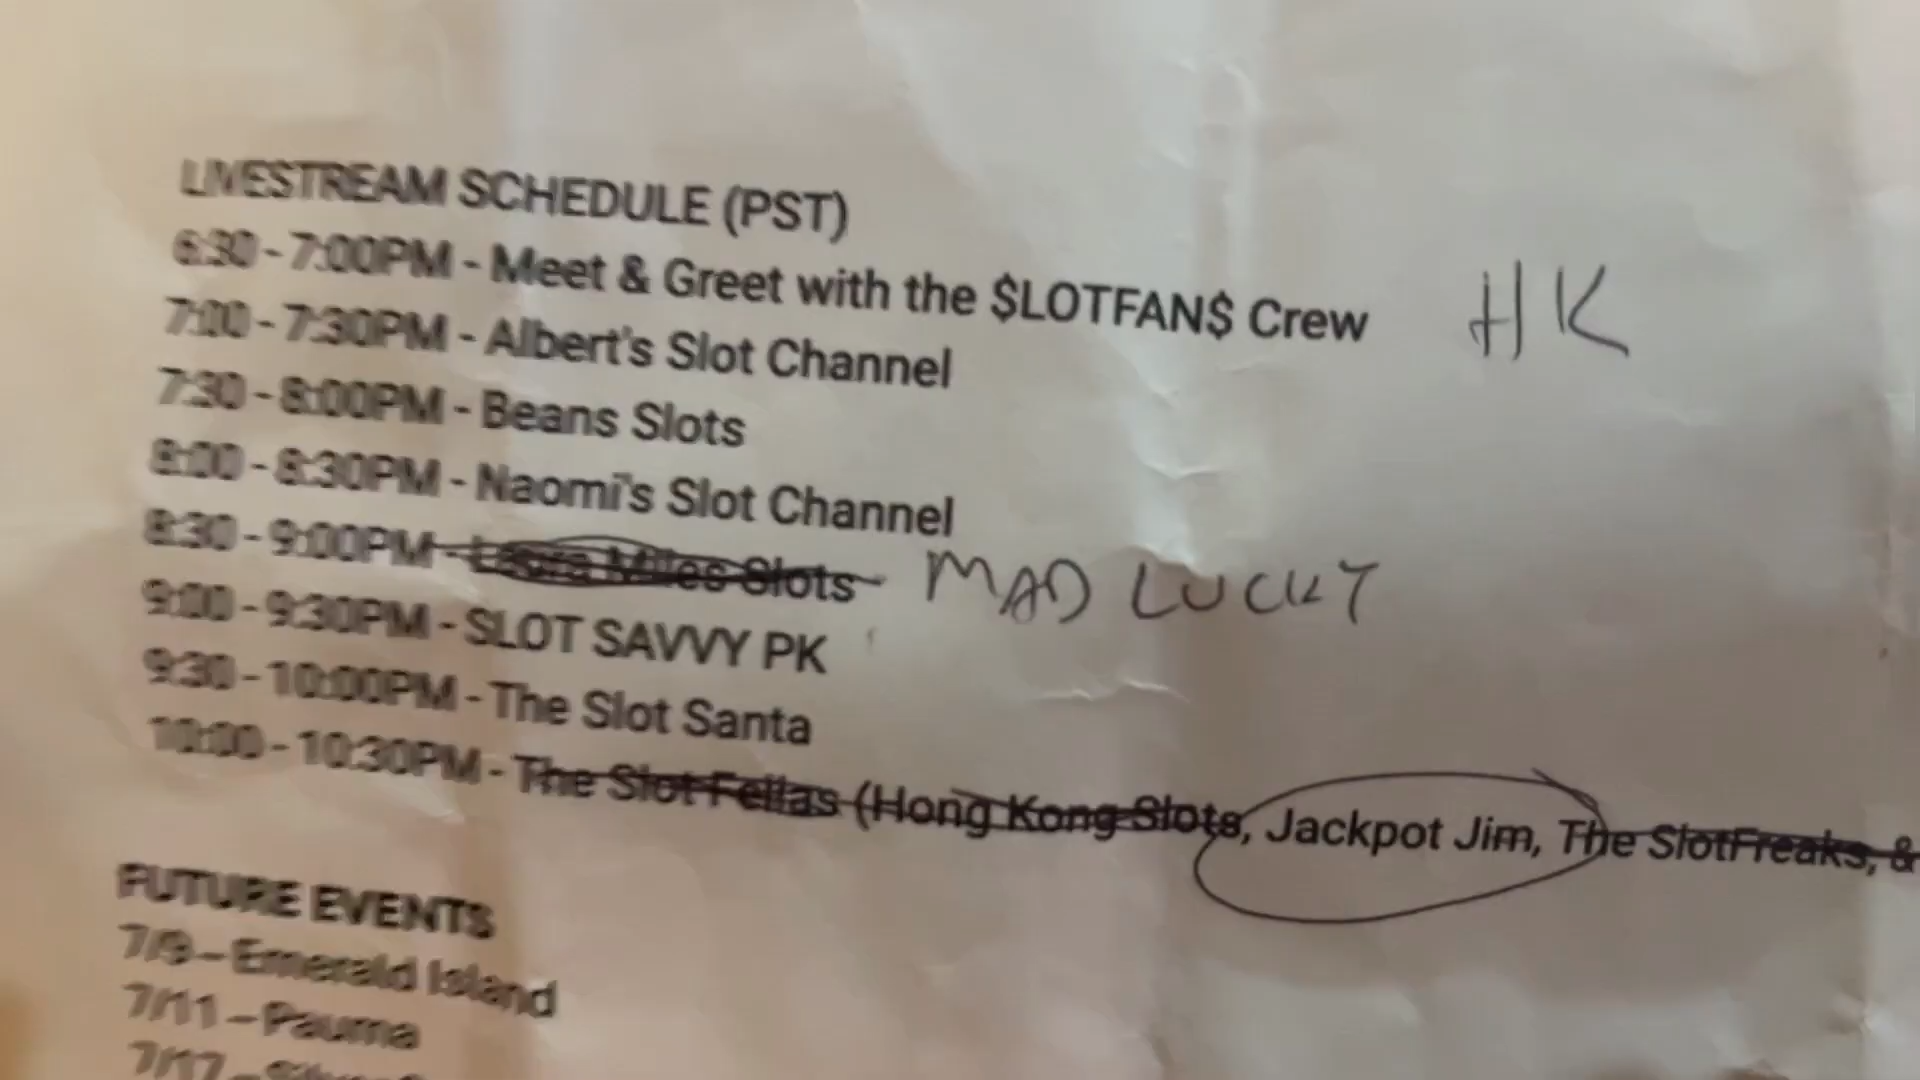 LIVESTREAM SCHEDULE (PST)
6:30 - 7:00PM - Meet & Greet with the $LOTFAN$ Crew HK
7:00 - 7:30PM - Albert's Slot Channel
7:30 - 8:00PM - Beans Slots
8:00 - 8:30PM - Naomi's Slot Channel
8:30 - 9:00PM - Laura Miles Slots MAD LUCKY
9:00 - 9:30PM - SLOT SAVVY PK
9:30 - 10:00PM - The Slot Santa
10:00 - 10:30PM - The Slot Fellas (Hong Kong Slots, Jackpot Jim, The SlotFreaks, &
FUTURE EVENTS
7/9 – Emerald Island
7/11 – Pauma
7/17 –